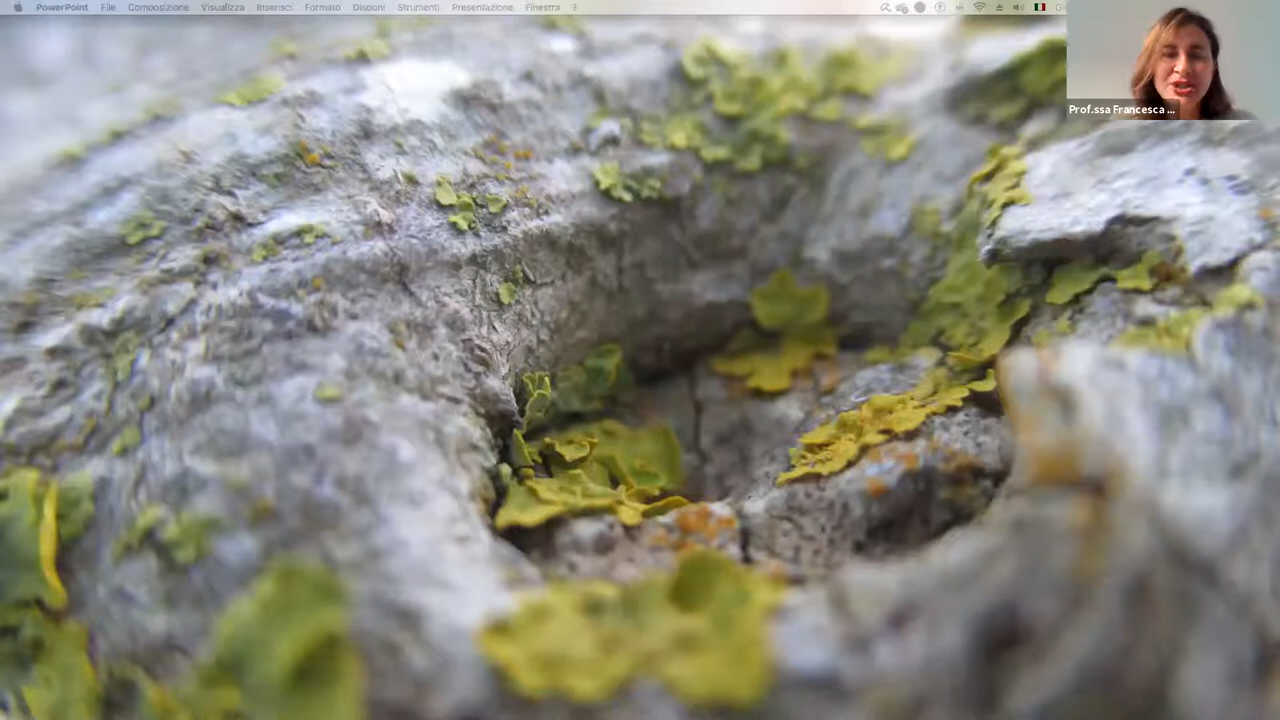 PowerPoint File Composizione Visualizza Inserisci Formato Disponi Strumenti Presentazione Finestra ?
Prof.ssa Francesca ...